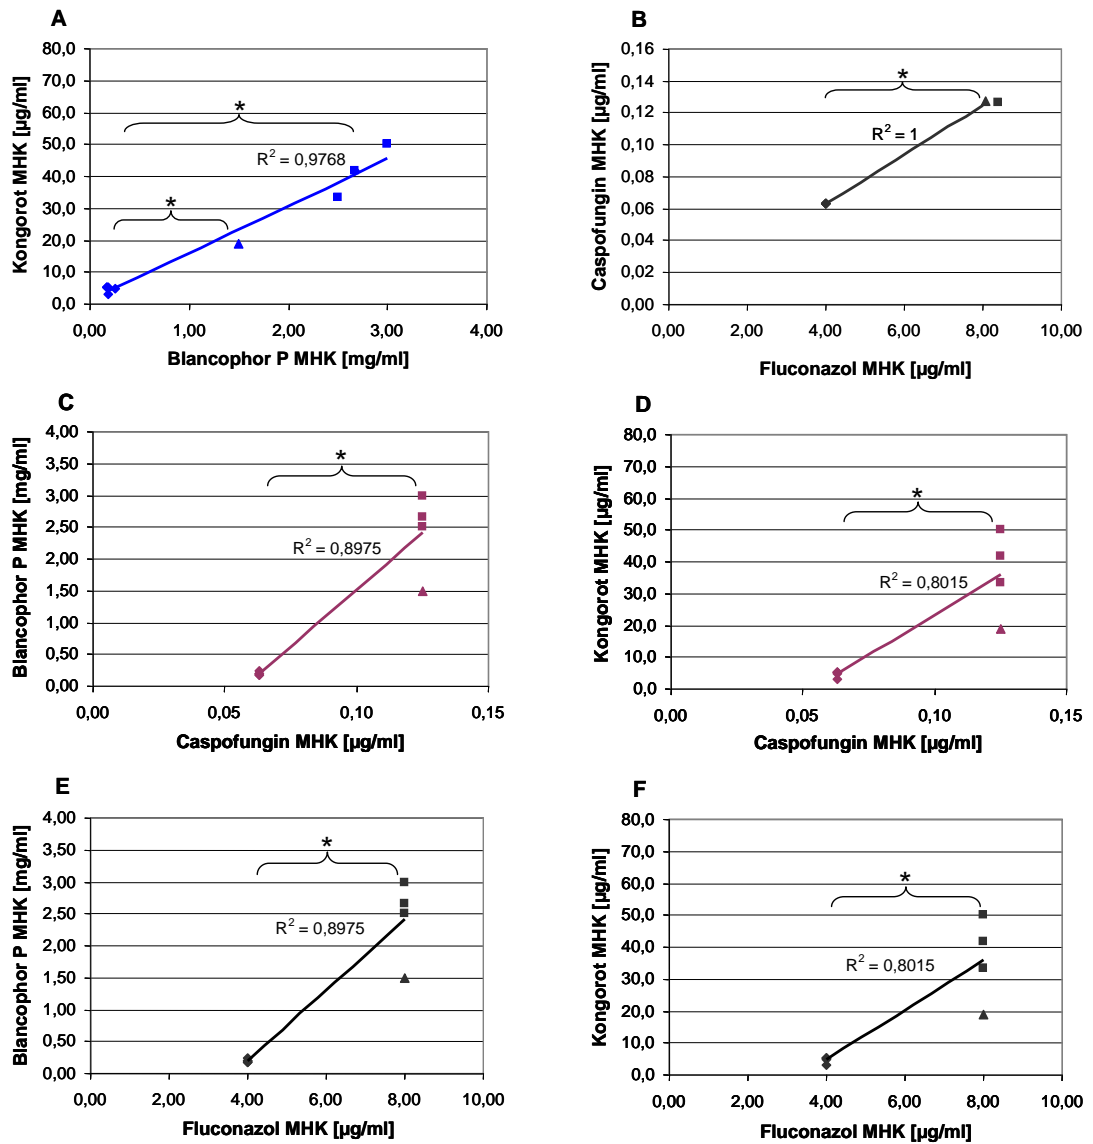 A
Kongorot MHK [µg/ml]
80,0
70,0
60,0
50,0
40,0
30,0
20,0
10,0
0,0
*
*
R² = 0,9768
0,00 1,00 2,00 3,00 4,00
Blancophor P MHK [mg/ml]
B
Caspofungin MHK [µg/ml]
0,16
0,14
0,12
0,10
0,08
0,06
0,04
0,02
0,00
*
R² = 1
0,00 2,00 4,00 6,00 8,00 10,00
Fluconazol MHK [µg/ml]
C
Blancophor P MHK [mg/ml]
4,00
3,50
3,00
2,50
2,00
1,50
1,00
0,50
0,00
*
R² = 0,8975
0,00 0,05 0,10 0,15
Caspofungin MHK [µg/ml]
D
Kongorot MHK [µg/ml]
80,0
70,0
60,0
50,0
40,0
30,0
20,0
10,0
0,0
*
R² = 0,8015
0,00 0,05 0,10 0,15
Caspofungin MHK [µg/ml]
E
Blancophor P MHK [mg/ml]
4,00
3,50
3,00
2,50
2,00
1,50
1,00
0,50
0,00
*
R² = 0,8975
0,00 2,00 4,00 6,00 8,00 10,00
Fluconazol MHK [µg/ml]
F
Kongorot MHK [µg/ml]
80,0
70,0
60,0
50,0
40,0
30,0
20,0
10,0
0,0
*
R² = 0,8015
0,00 2,00 4,00 6,00 8,00 10,00
Fluconazol MHK [µg/ml]